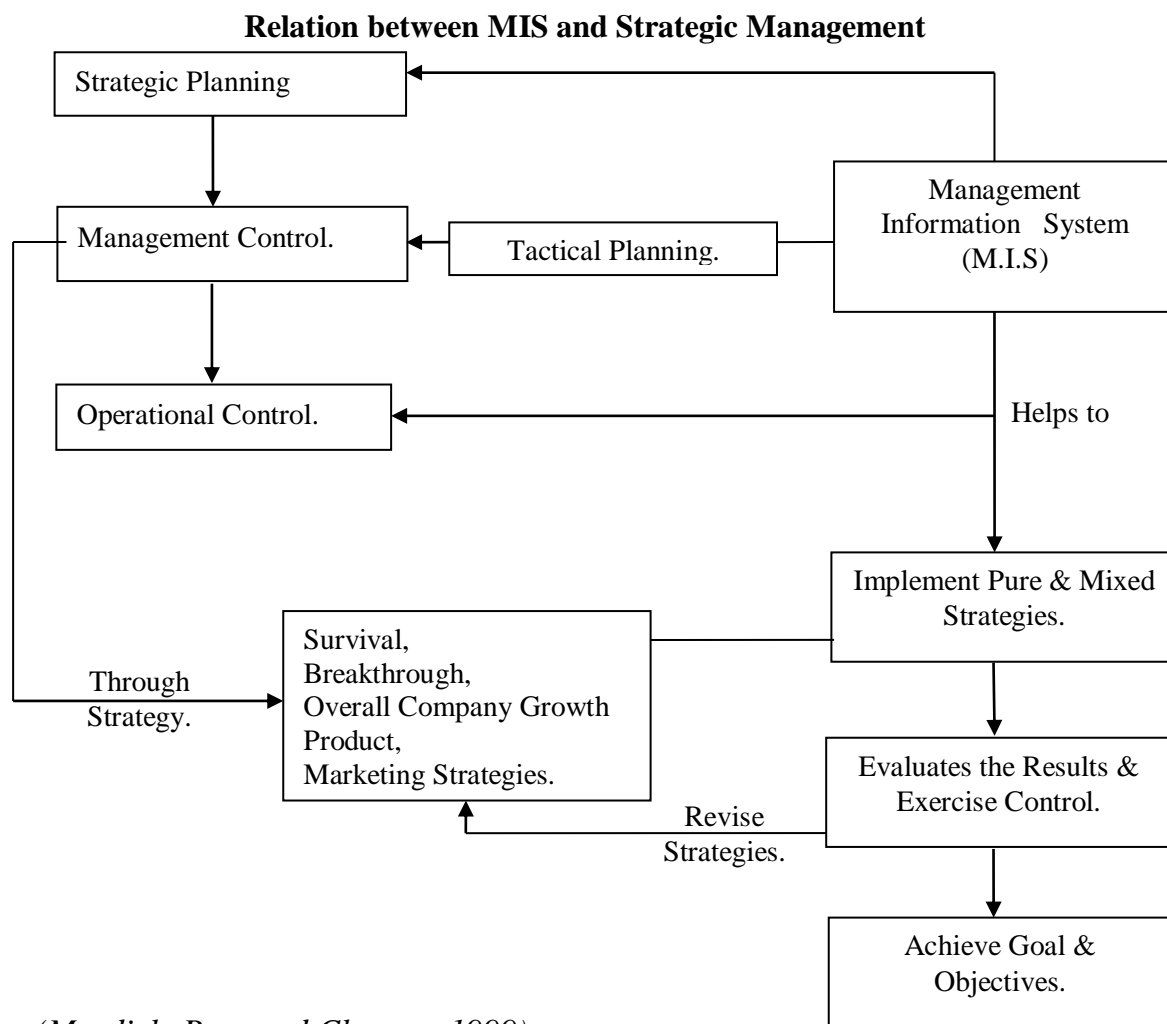 Relation between MIS and Strategic Management
Strategic Planning
Management
Information System
(M.I.S)
Management Control.
Tactical Planning.
Operational Control.
Helps to
Implement Pure & Mixed
Strategies.
Survival,
Breakthrough,
Overall Company Growth
Product,
Marketing Strategies.
Through
Strategy.
Evaluates the Results &
Exercise Control.
Revise
Strategies.
Achieve Goal &
Objectives.
1999)